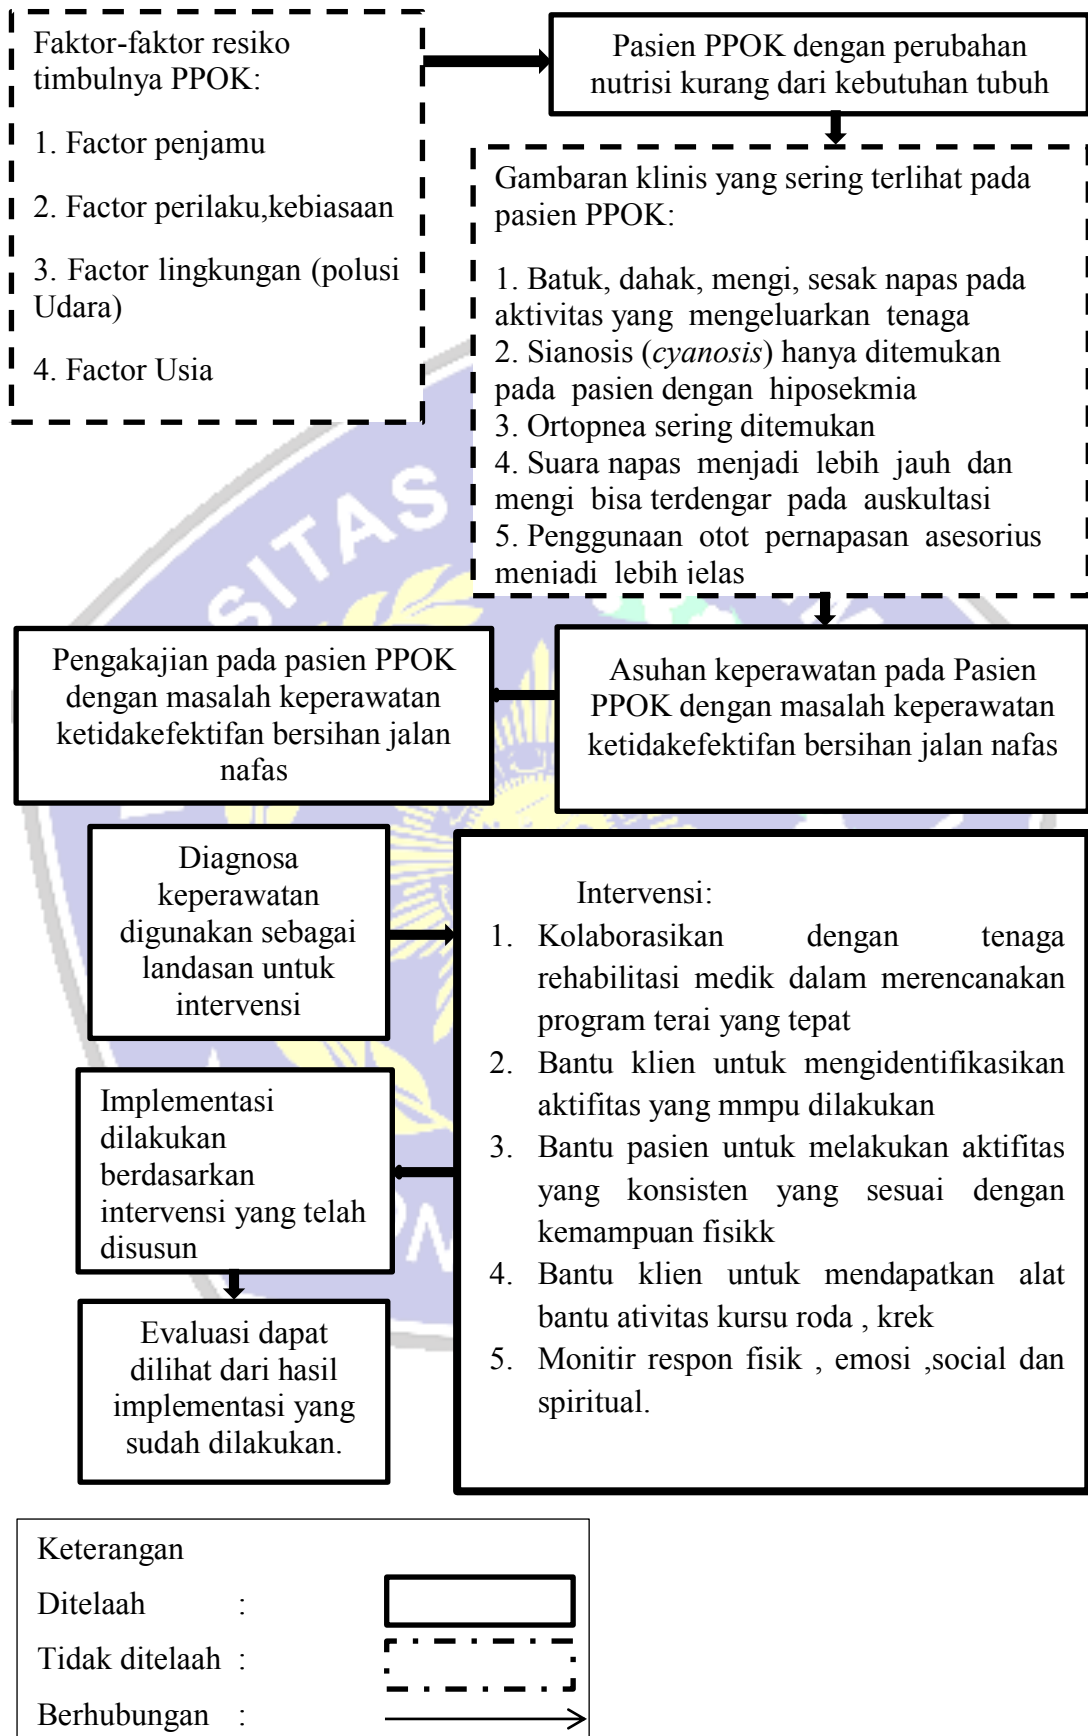 Faktor-faktor resiko
timbulnya PPOK:
1. Factor penjamu
2. Factor perilaku,kebiasaan
3. Factor lingkungan (polusi
Udara)
4. Factor Usia
Pasien PPOK dengan perubahan
nutrisi kurang dari kebutuhan tubuh
Gambaran klinis yang sering terlihat pada
pasien PPOK:
1. Batuk, dahak, mengi, sesak napas pada
aktivitas yang mengeluarkan tenaga
2. Sianosis (cyanosis) hanya ditemukan
pada pasien dengan hiposekmia
3. Ortopnea sering ditemukan
4. Suara napas menjadi lebih jauh dan
mengi bisa terdengar pada auskultasi
5. Penggunaan otot pernapasan asesorius
menjadi lebih jelas
Asuhan keperawatan pada Pasien
PPOK dengan masalah keperawatan
ketidakefektifan bersihan jalan nafas
Pengakajian pada pasien PPOK
dengan masalah keperawatan
ketidakefektifan bersihan jalan
nafas
Diagnosa
keperawatan
digunakan sebagai
landasan untuk
intervensi
Intervensi:
1. Kolaborasikan dengan tenaga
rehabilitasi medik dalam merencanakan
program terai yang tepat
2. Bantu klien untuk mengidentifikasikan
aktifitas yang mmpu dilakukan
3. Bantu pasien untuk melakukan aktifitas
yang konsisten yang sesuai dengan
kemampuan fisikk
4. Bantu klien untuk mendapatkan alat
bantu ativitas kursu roda , krek
5. Monitir respon fisik , emosi ,social dan
spiritual.
Implementasi
dilakukan
berdasarkan
intervensi yang telah
disusun
Evaluasi dapat
dilihat dari hasil
implementasi yang
sudah dilakukan.
Keterangan
Ditelaah :
Tidak ditelaah :
Berhubungan :